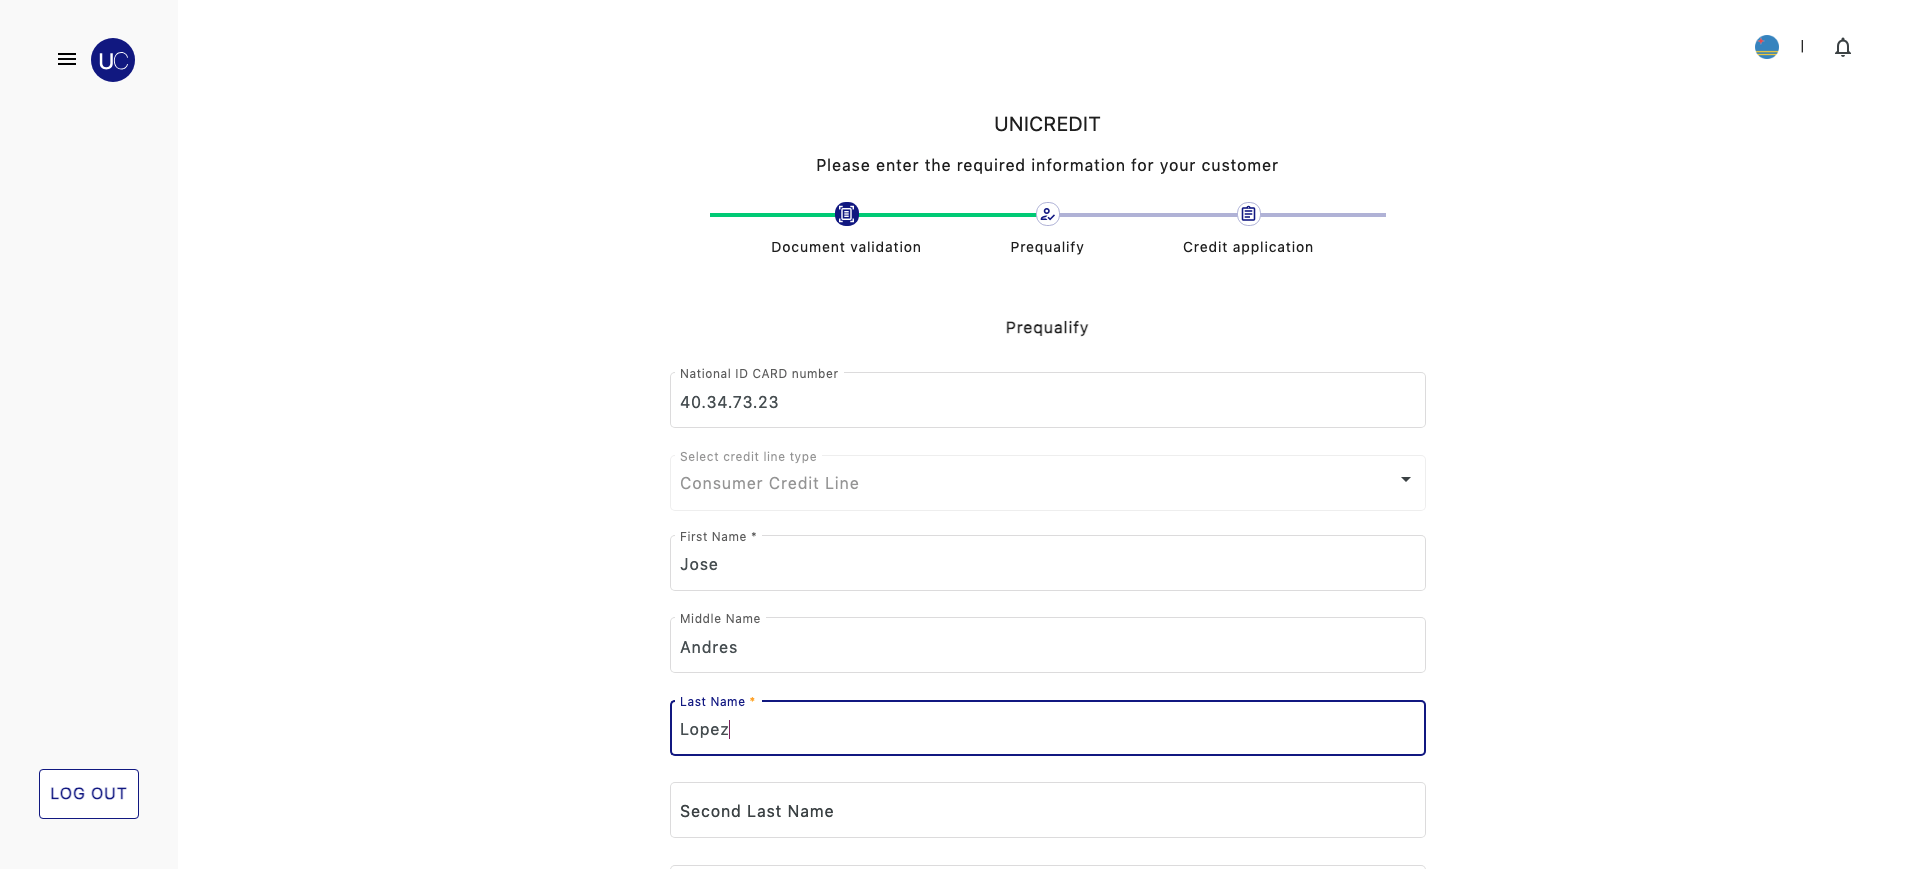 UC
UNICREDIT
Please enter the required information for your customer
Document validation
Prequalify
Credit application
Prequalify
National ID CARD number
40.34.73.23
Select credit line type
Consumer Credit Line
First Name *
Jose
Middle Name
Andres
Last Name *
Lopez
Second Last Name
LOG OUT